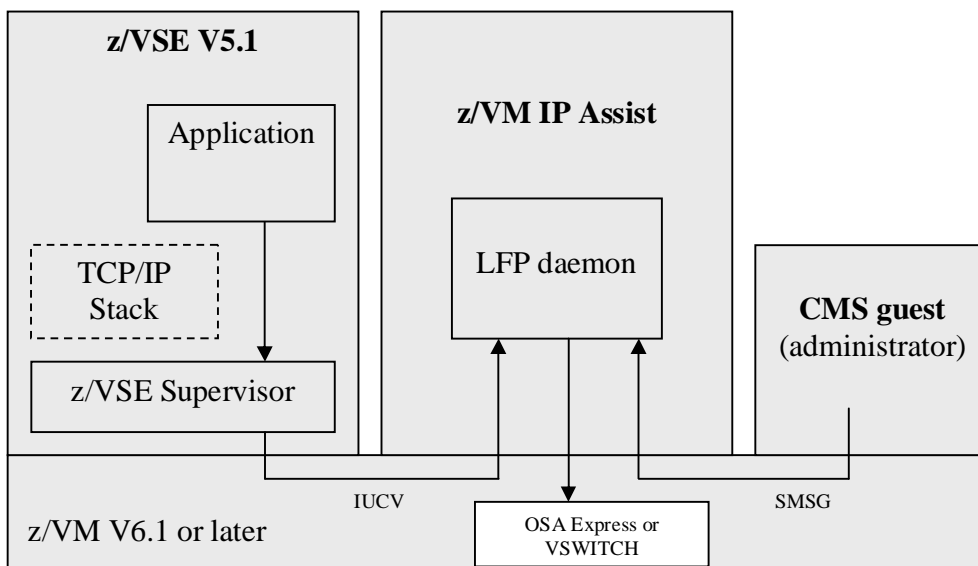 z/VSE V5.1
Application
TCP/IP
Stack
z/VSE Supervisor
z/VM IP Assist
LFP daemon
CMS guest
(administrator)
IUCV
SMSG
OSA Express or
VSWITCH
z/VM V6.1 or later